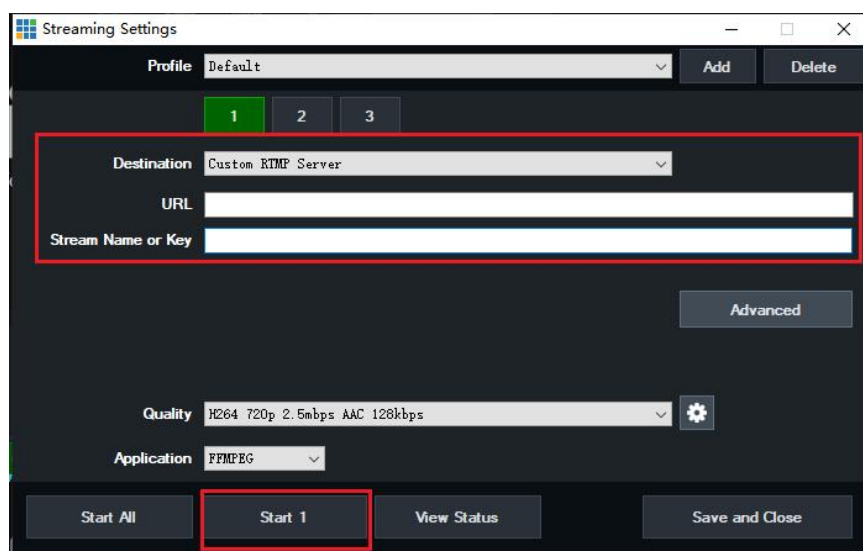 Streaming Settings
Profile Default Add Delete
1 2 3
Destination Custom RTMP Server
URL
Stream Name or Key
Advanced
Quality H264 720p 2.5mbps AAC 128kbps
Application FFMPEG
Start All Start 1 View Status Save and Close